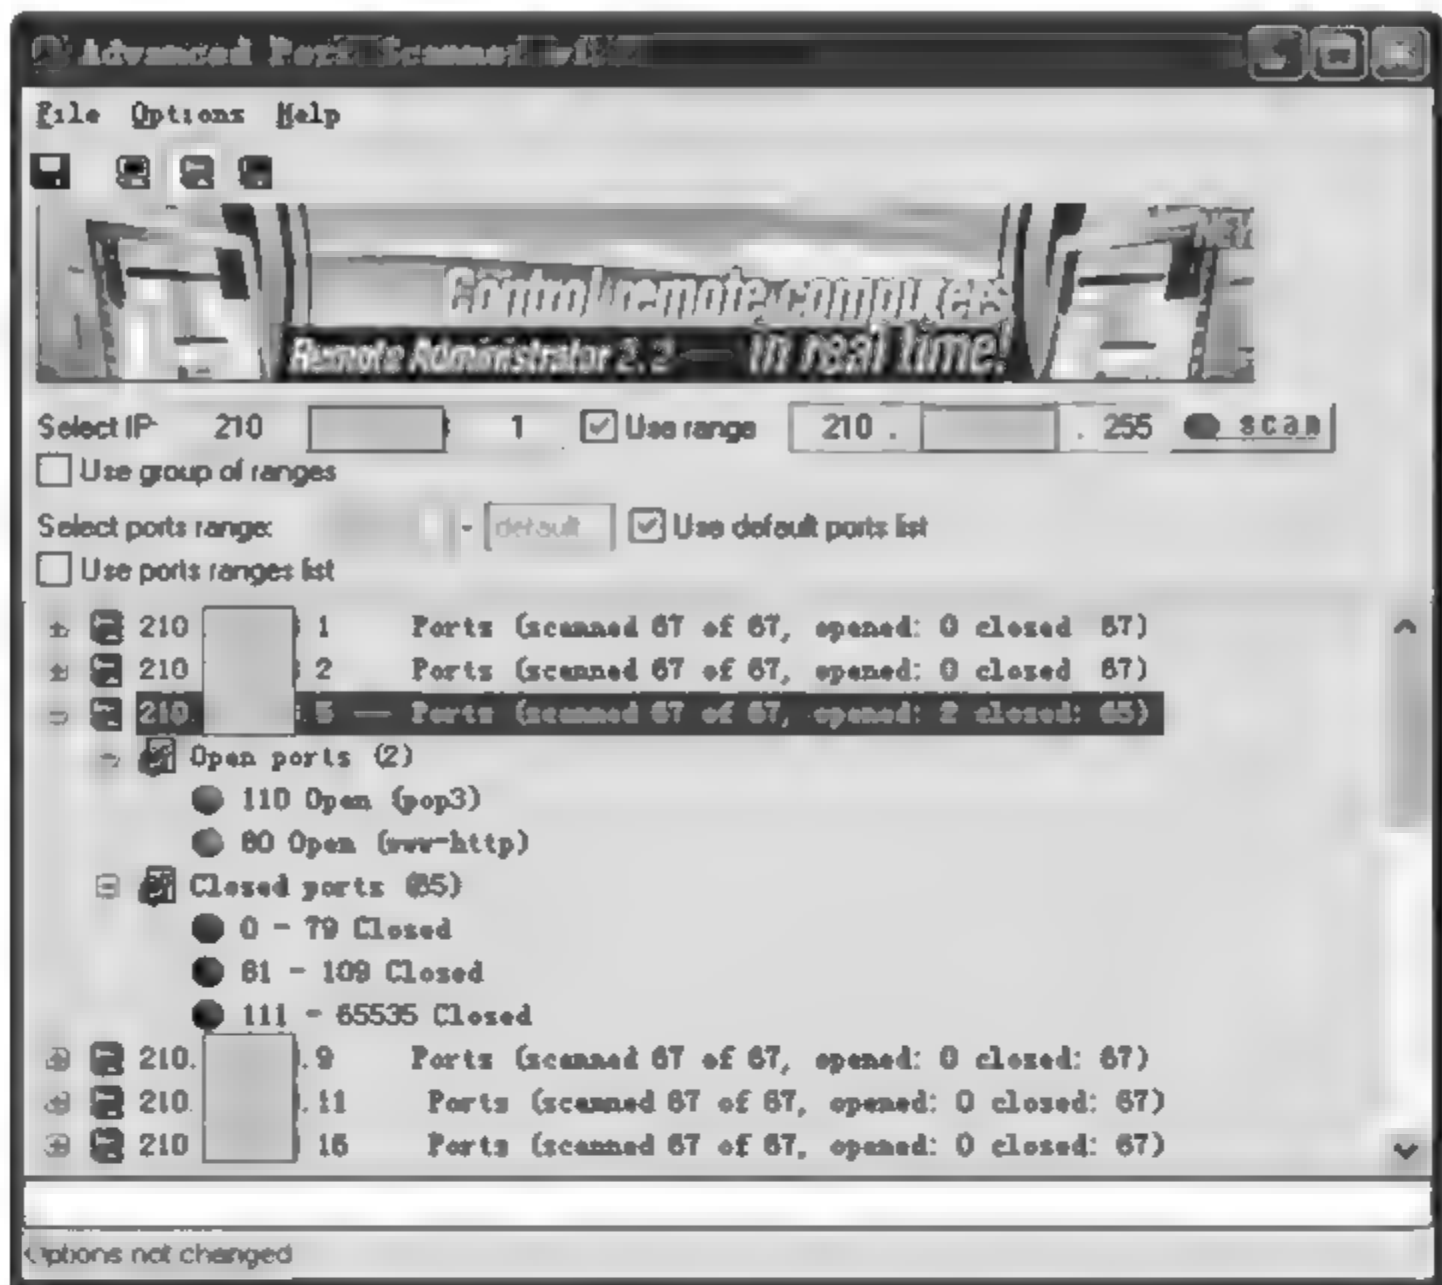 Advanced Port Scanner
File Options Help
Control remote computers
Remote Administrator 2.2 — in real time!
Select IP 210 1 Use range 210 . . 255 scan
Use group of ranges
Select ports range: - default Use default ports list
Use ports ranges list
210 1 Ports (scanned 67 of 67, opened: 0 closed 67)
210 2 Ports (scanned 67 of 67, opened: 0 closed 67)
210. 5 — Ports (scanned 67 of 67, opened: 2 closed: 65)
Open ports (2)
110 Open (pop3)
80 Open (www-http)
Closed ports (65)
0 - 79 Closed
81 - 109 Closed
111 - 65535 Closed
210. .9 Ports (scanned 67 of 67, opened: 0 closed: 67)
210. .11 Ports (scanned 67 of 67, opened: 0 closed: 67)
210 16 Ports (scanned 67 of 67, opened: 0 closed: 67)
Options not changed